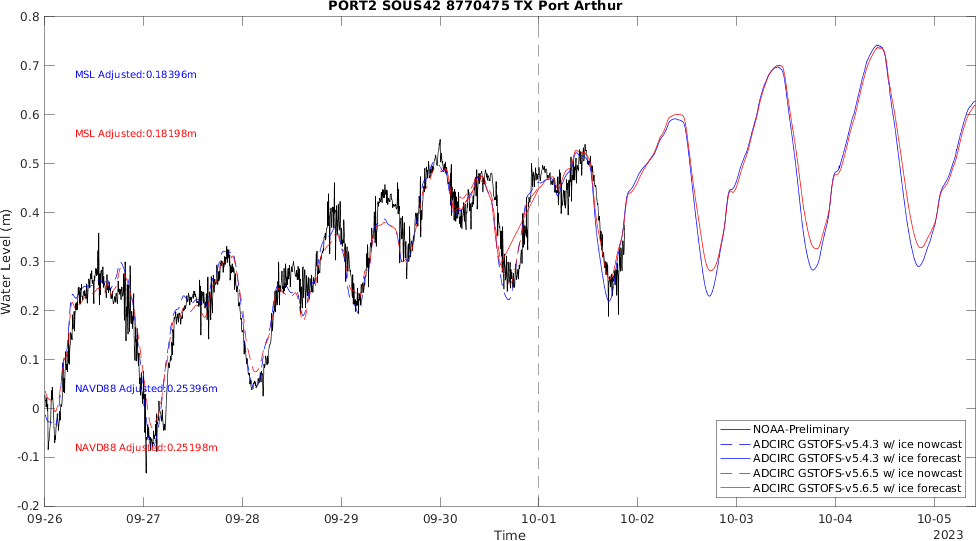 PORT2 SOUS42 8770475 TX Port Arthur
0.8
0.7
0.6
0.5
0.4
0.3
0.2
0.1
0
-0.1
-0.2
Water Level (m)
MSL Adjusted:0.18396m
MSL Adjusted:0.18198m
NAVD88 Adjusted:0.25396m
NAVD88 Adjusted:0.25198m
NOAA-Preliminary
ADCIRC GSTOFS-v5.4.3 w/ ice nowcast
ADCIRC GSTOFS-v5.4.3 w/ ice forecast
ADCIRC GSTOFS-v5.6.5 w/ ice nowcast
ADCIRC GSTOFS-v5.6.5 w/ ice forecast
09-26 09-27 09-28 09-29 09-30 10-01 10-02 10-03 10-04 10-05
Time
2023